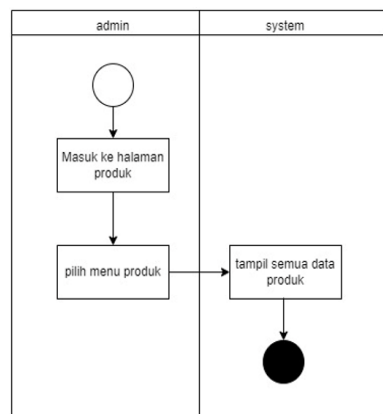 admin
system
Masuk ke halaman
produk
pilih menu produk
tampil semua data
produk